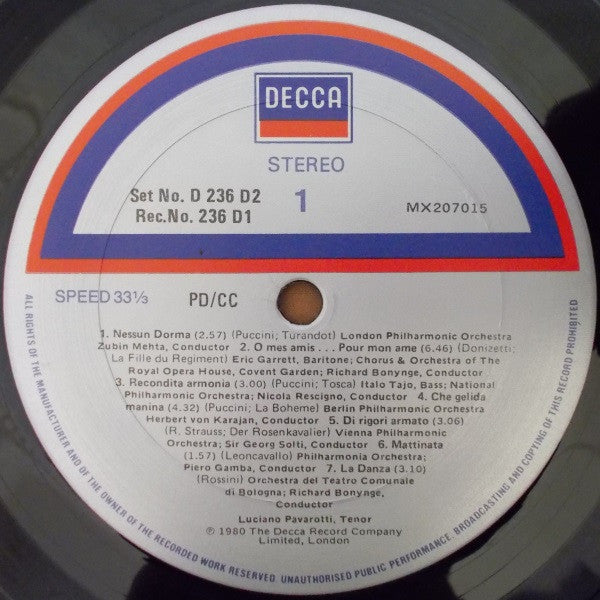 DECCA
STEREO
Set No. D 236 D2
Rec.No. 236 D1
1
MX207015
SPEED 33⅓
PD/CC
1. Nessun Dorma (2.57) (Puccini; Turandot) London Philharmonic Orchestra
Zubin Mehta, Conductor 2. O mes amis . . . Pour mon ame (6.46) (Donizetti;
La Fille du Regiment) Eric Garrett, Baritone; Chorus & Orchestra of The
Royal Opera House, Covent Garden; Richard Bonynge, Conductor
3. Recondita armonia (3.00) (Puccini; Tosca) Italo Tajo, Bass; National
Philharmonic Orchestra; Nicola Rescigno, Conductor 4. Che gelida
manina (4.32) (Puccini; La Boheme) Berlin Philharmonic Orchestra
Herbert von Karajan, Conductor 5. Di rigori armato (3.06)
(R. Strauss; Der Rosenkavalier) Vienna Philharmonic
Orchestra; Sir Georg Solti, Conductor 6. Mattinata
(1.57) (Leoncavallo) Philharmonia Orchestra;
Piero Gamba, Conductor 7. La Danza (3.10)
(Rossini) Orchestra del Teatro Comunale
di Bologna; Richard Bonynge,
Conductor
Luciano Pavarotti, Tenor
℗ 1980 The Decca Record Company
Limited, London
ALL RIGHTS OF THE MANUFACTURER AND OF THE OWNER OF THE RECORDED WORK RESERVED. UNAUTHORISED PUBLIC PERFORMANCE, BROADCASTING AND COPYING OF THIS RECORD PROHIBITED